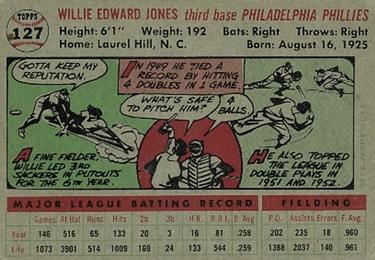 TOPPS
127
WILLIE EDWARD JONES third base PHILADELPHIA PHILLIES
Height: 6'1" Weight: 192 Bats: Right Throws: Right
Home: Laurel Hill, N. C. Born: August 16, 1925
GOTTA KEEP MY
REPUTATION.
A FINE FIELDER,
WILLIE LED 3RD
SACKERS IN PUTOUTS
FOR THE 6TH YEAR.
IN 1949 HE TIED A
RECORD BY HITTING
4 DOUBLES IN 1 GAME.
WHAT'S SAFE TO
PITCH HIM?
4
BALLS.
HE ALSO TOPPED
THE LEAGUE IN
DOUBLE PLAYS IN
1951 AND 1952.
MAJOR LEAGUE BATTING RECORD FIELDING
Games At Bat Runs Hits 2b 3b H.R. R.B.I. B.Avg. P.O. Assists Errors F.Avg.
Year 146 516 65 133 20 3 16 81 .258 202 235 18 .960
Life 1073 3901 514 1020 169 24 133 544 .259 1388 2037 140 .961